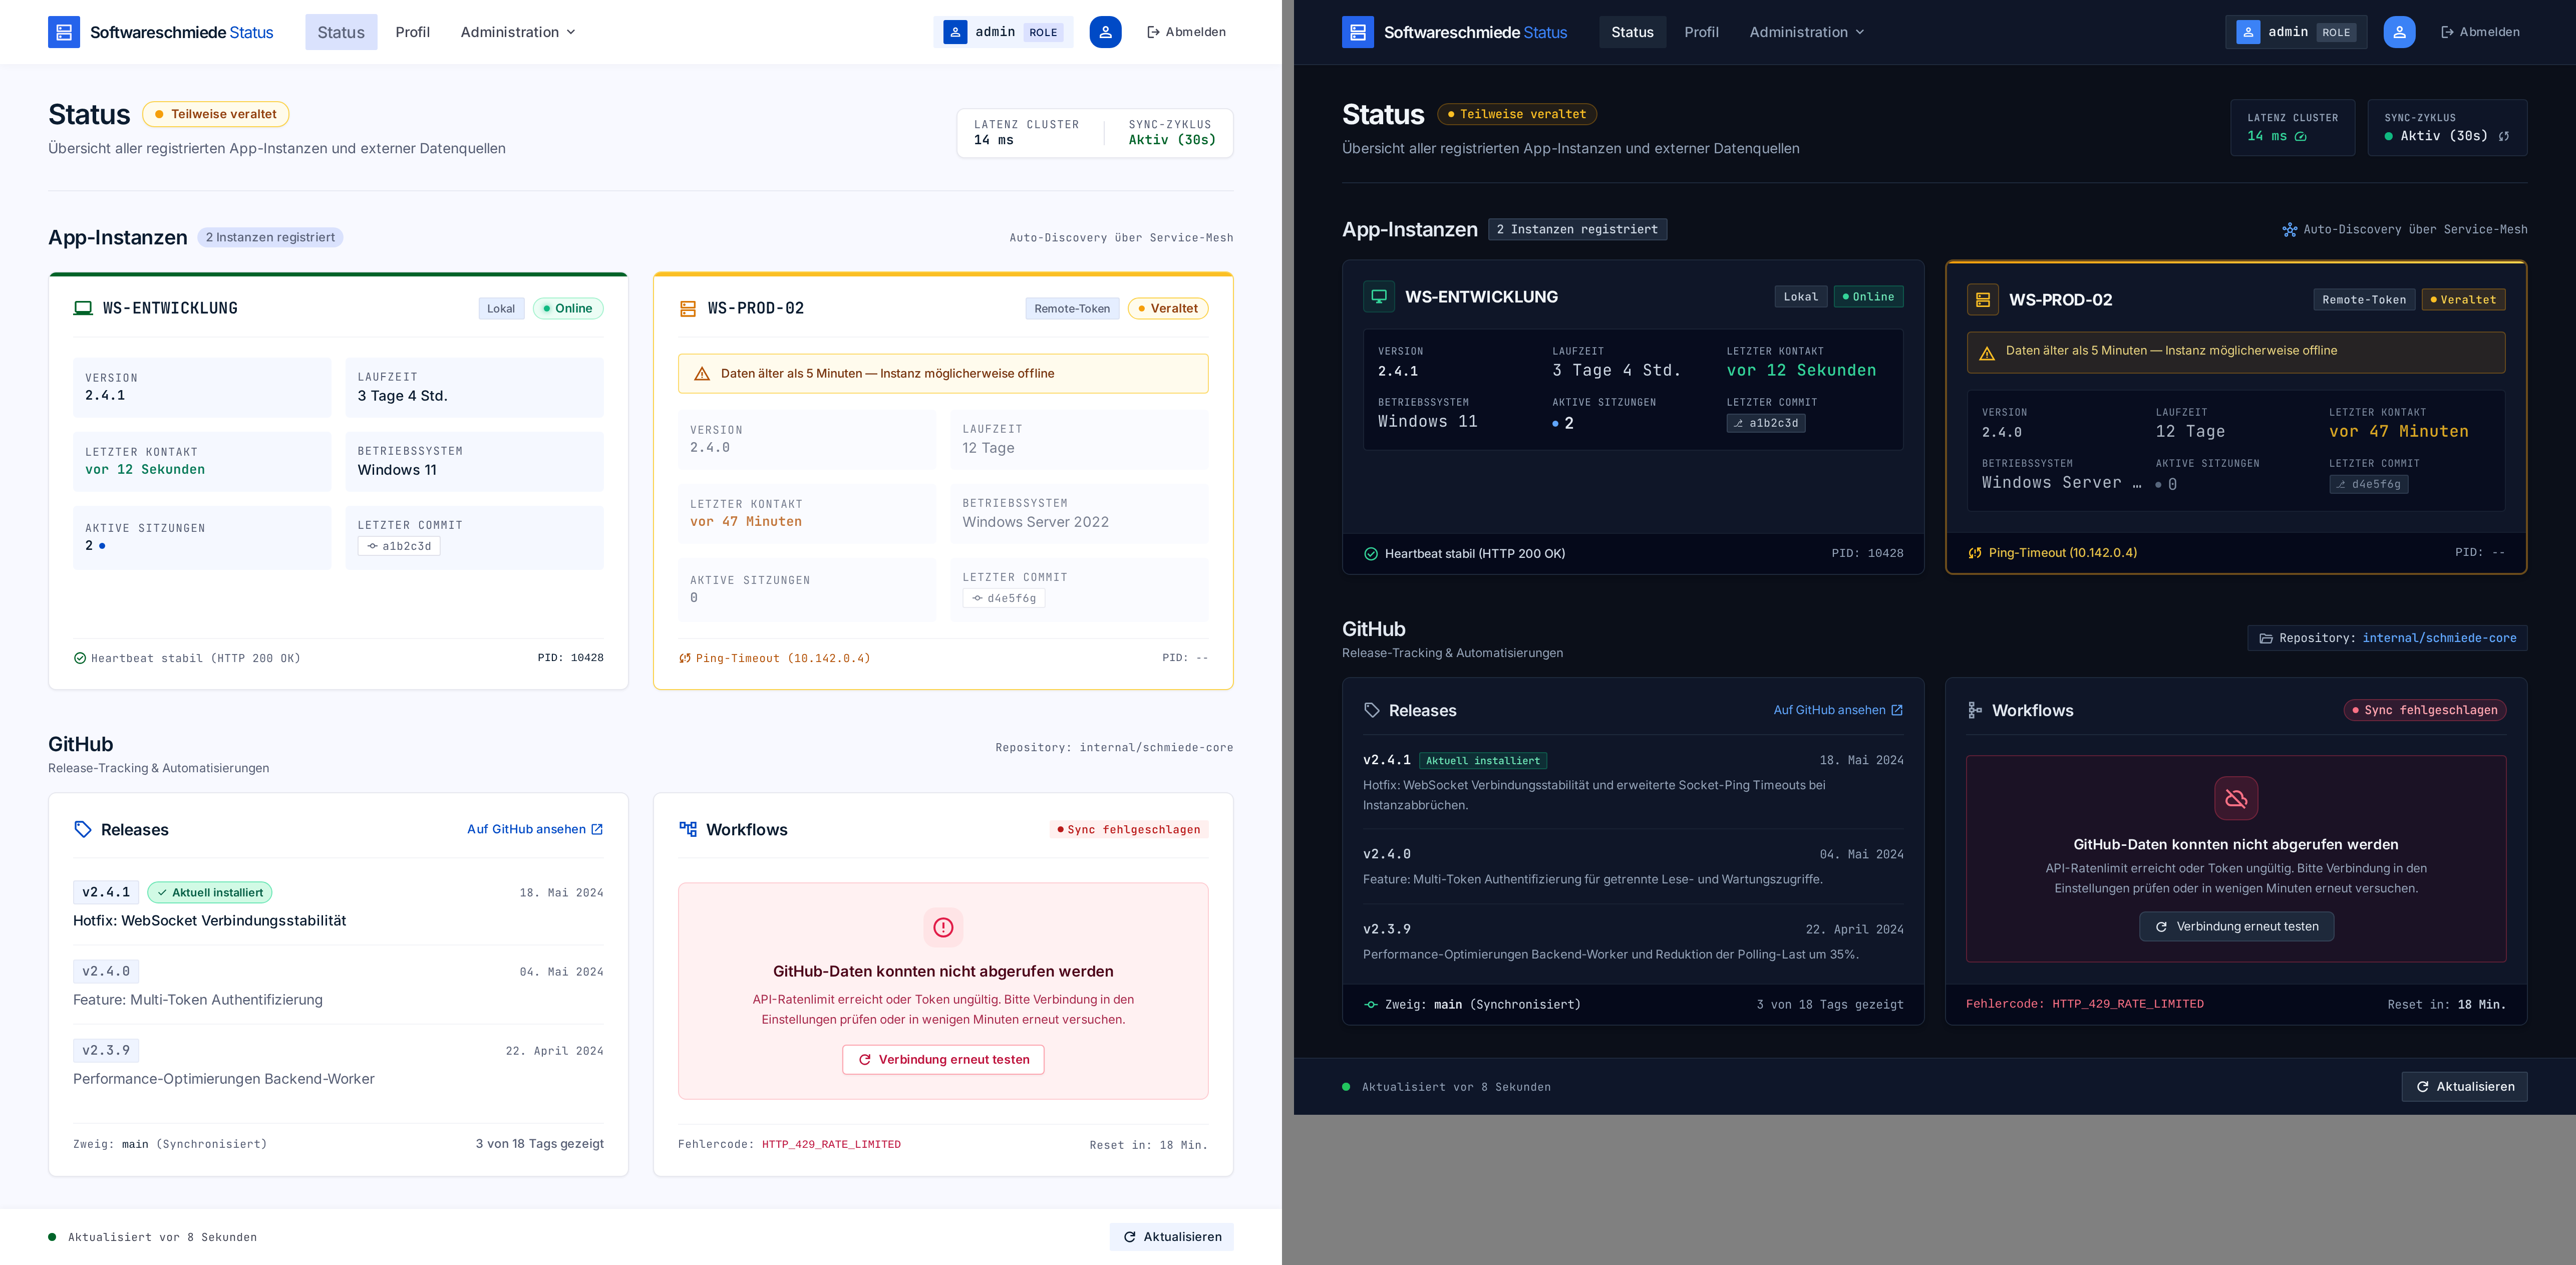 Softwareschmiede Status
Status
Profil
Administration
admin ROLE
Abmelden
Status
Teilweise veraltet
Übersicht aller registrierten App-Instanzen und externer Datenquellen
LATENZ CLUSTER
14 ms
SYNC-ZYKLUS
Aktiv (30s)
App-Instanzen
2 Instanzen registriert
Auto-Discovery über Service-Mesh
WS-ENTWICKLUNG
Lokal
Online
VERSION
2.4.1
LAUFZEIT
3 Tage 4 Std.
LETZTER KONTAKT
vor 12 Sekunden
BETRIEBSSYSTEM
Windows 11
AKTIVE SITZUNGEN
2
LETZTER COMMIT
a1b2c3d
Heartbeat stabil (HTTP 200 OK)
PID: 10428
WS-PROD-02
Remote-Token
Veraltet
Daten älter als 5 Minuten — Instanz möglicherweise offline
VERSION
2.4.0
LAUFZEIT
12 Tage
LETZTER KONTAKT
vor 47 Minuten
BETRIEBSSYSTEM
Windows Server 2022
AKTIVE SITZUNGEN
0
LETZTER COMMIT
d4e5f6g
Ping-Timeout (10.142.0.4)
PID: --
GitHub
Release-Tracking & Automatisierungen
Repository: internal/schmiede-core
Releases
Auf GitHub ansehen
v2.4.1
Aktuell installiert
18. Mai 2024
Hotfix: WebSocket Verbindungsstabilität
v2.4.0
04. Mai 2024
Feature: Multi-Token Authentifizierung
v2.3.9
22. April 2024
Performance-Optimierungen Backend-Worker
Zweig: main (Synchronisiert)
3 von 18 Tags gezeigt
Workflows
Sync fehlgeschlagen
GitHub-Daten konnten nicht abgerufen werden
API-Ratenlimit erreicht oder Token ungültig. Bitte Verbindung in den
Einstellungen prüfen oder in wenigen Minuten erneut versuchen.
Verbindung erneut testen
Fehlercode: HTTP_429_RATE_LIMITED
Reset in: 18 Min.
Aktualisiert vor 8 Sekunden
Aktualisieren
Softwareschmiede Status
Status
Profil
Administration
admin ROLE
Abmelden
Status
Teilweise veraltet
Übersicht aller registrierten App-Instanzen und externer Datenquellen
LATENZ CLUSTER
14 ms
SYNC-ZYKLUS
Aktiv (30s)
App-Instanzen
2 Instanzen registriert
Auto-Discovery über Service-Mesh
WS-ENTWICKLUNG
Lokal
Online
VERSION
2.4.1
LAUFZEIT
3 Tage 4 Std.
LETZTER KONTAKT
vor 12 Sekunden
BETRIEBSSYSTEM
Windows 11
AKTIVE SITZUNGEN
2
LETZTER COMMIT
a1b2c3d
Heartbeat stabil (HTTP 200 OK)
PID: 10428
WS-PROD-02
Remote-Token
Veraltet
Daten älter als 5 Minuten — Instanz möglicherweise offline
VERSION
2.4.0
LAUFZEIT
12 Tage
LETZTER KONTAKT
vor 47 Minuten
BETRIEBSSYSTEM
Windows Server …
AKTIVE SITZUNGEN
0
LETZTER COMMIT
d4e5f6g
Ping-Timeout (10.142.0.4)
PID: --
GitHub
Release-Tracking & Automatisierungen
Repository: internal/schmiede-core
Releases
Auf GitHub ansehen
v2.4.1
Aktuell installiert
18. Mai 2024
Hotfix: WebSocket Verbindungsstabilität und erweiterte Socket-Ping Timeouts bei
Instanzabbrüchen.
v2.4.0
04. Mai 2024
Feature: Multi-Token Authentifizierung für getrennte Lese- und Wartungszugriffe.
v2.3.9
22. April 2024
Performance-Optimierungen Backend-Worker und Reduktion der Polling-Last um 35%.
Zweig: main (Synchronisiert)
3 von 18 Tags gezeigt
Workflows
Sync fehlgeschlagen
GitHub-Daten konnten nicht abgerufen werden
API-Ratenlimit erreicht oder Token ungültig. Bitte Verbindung in den
Einstellungen prüfen oder in wenigen Minuten erneut versuchen.
Verbindung erneut testen
Fehlercode: HTTP_429_RATE_LIMITED
Reset in: 18 Min.
Aktualisiert vor 8 Sekunden
Aktualisieren